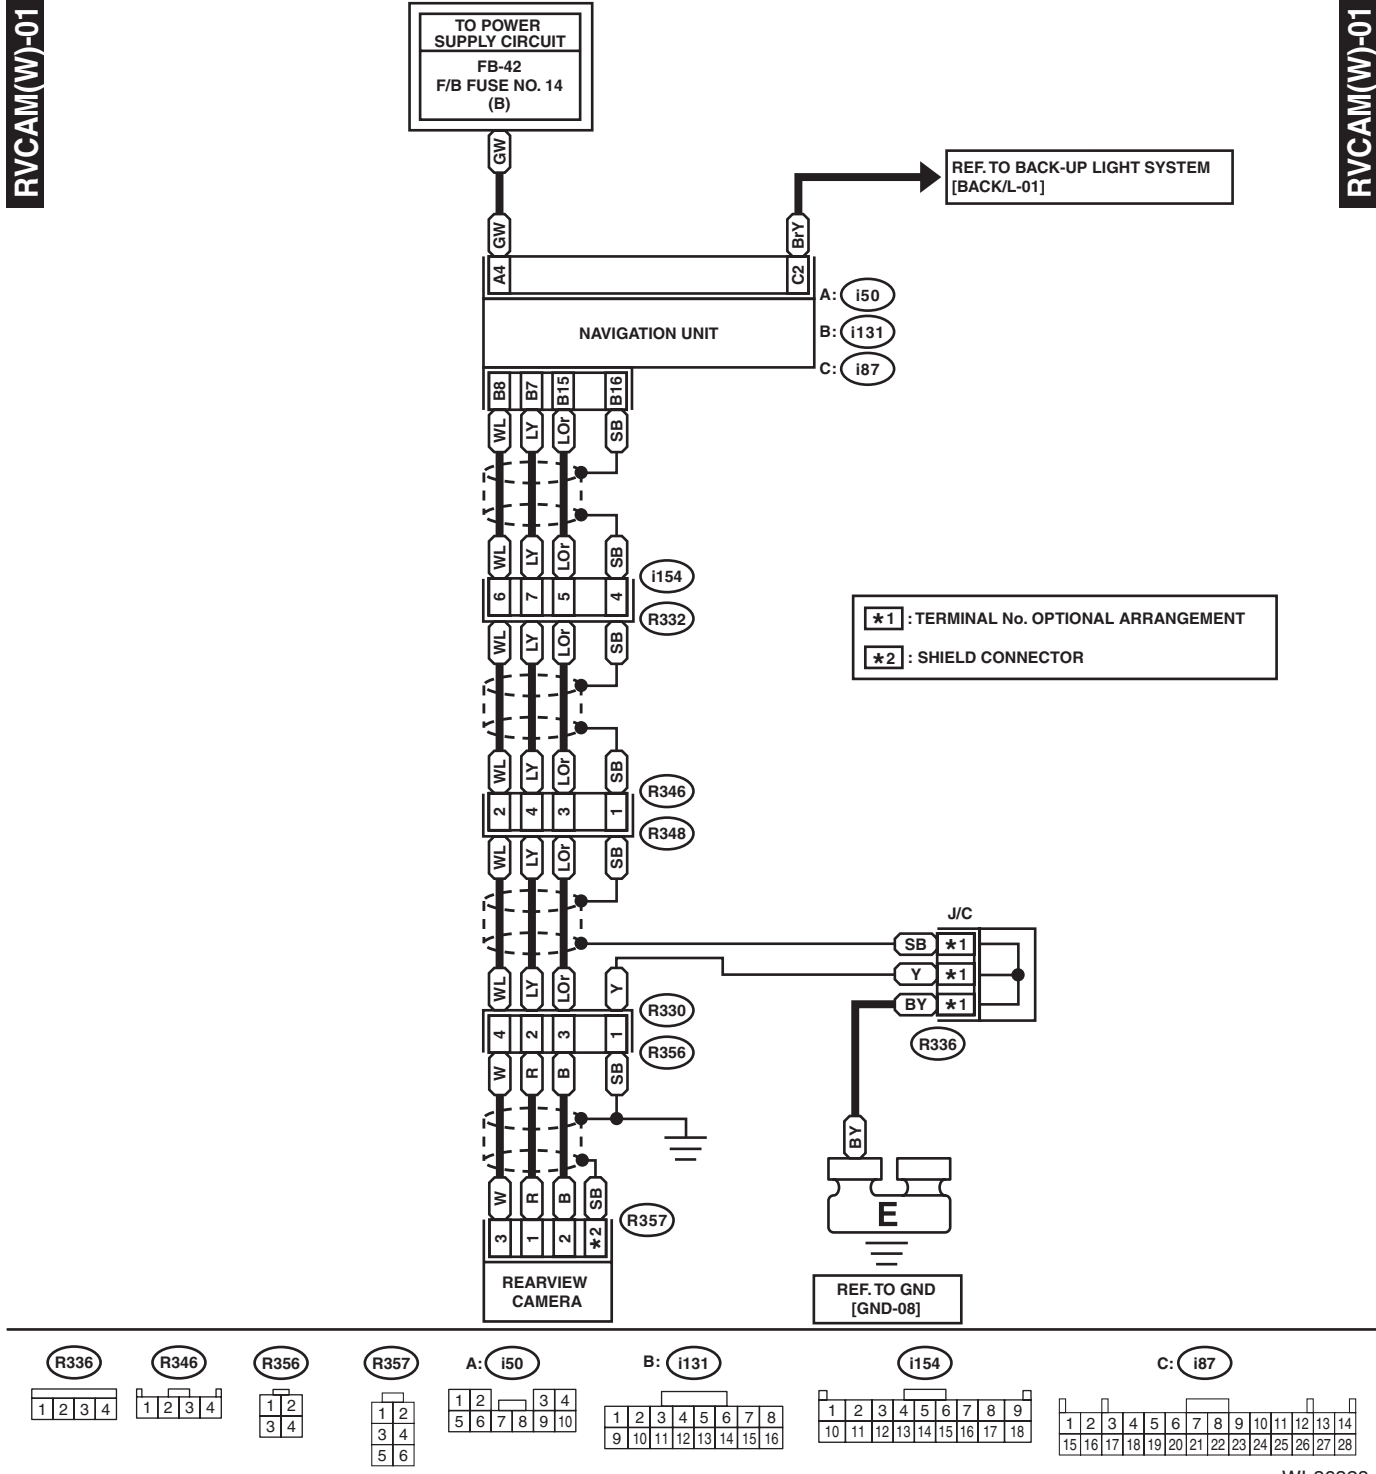 RVCAM(W)-01
RVCAM(W)-01
TO POWER
SUPPLY CIRCUIT
FB-42
F/B FUSE NO. 14
(B)
GW
GW
BrY
REF. TO BACK-UP LIGHT SYSTEM
[BACK/L-01]
A4
C2
A: i50
NAVIGATION UNIT
B: i131
C: i87
B8 B7 B15 B16
WL LY LOr SB
WL LY LOr SB
i154
6 7 5 4
R332
WL LY LOr SB
*1 : TERMINAL No. OPTIONAL ARRANGEMENT
*2 : SHIELD CONNECTOR
WL LY LOr SB
R346
2 4 3 1
R348
WL LY LOr SB
J/C
SB *1
Y *1
BY *1
R336
WL LY LOr Y
R330
4 2 3 1
R356
W R B SB
BY
E
REF. TO GND
[GND-08]
W R B SB
R357
3 1 2 *2
REARVIEW
CAMERA
R336
1 2 3 4
R346
1 2 3 4
R356
1 2
3 4
R357
1 2
3 4
5 6
A: i50
1 2 3 4
5 6 7 8 9 10
B: i131
1 2 3 4 5 6 7 8
9 10 11 12 13 14 15 16
i154
1 2 3 4 5 6 7 8 9
10 11 12 13 14 15 16 17 18
C: i87
1 2 3 4 5 6 7 8 9 10 11 12 13 14
15 16 17 18 19 20 21 22 23 24 25 26 27 28